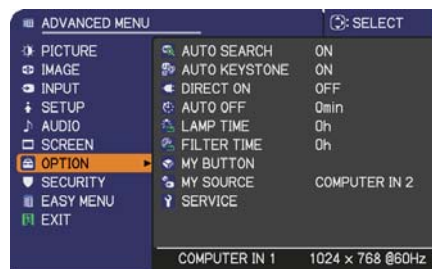 ADVANCED MENU
: SELECT
PICTURE
IMAGE
INPUT
SETUP
AUDIO
SCREEN
OPTION
SECURITY
EASY MENU
EXIT
AUTO SEARCH ON
AUTO KEYSTONE ON
DIRECT ON OFF
AUTO OFF 0min
LAMP TIME 0h
FILTER TIME 0h
MY BUTTON
MY SOURCE COMPUTER IN 2
SERVICE
COMPUTER IN 1 1024 x 768 @60Hz